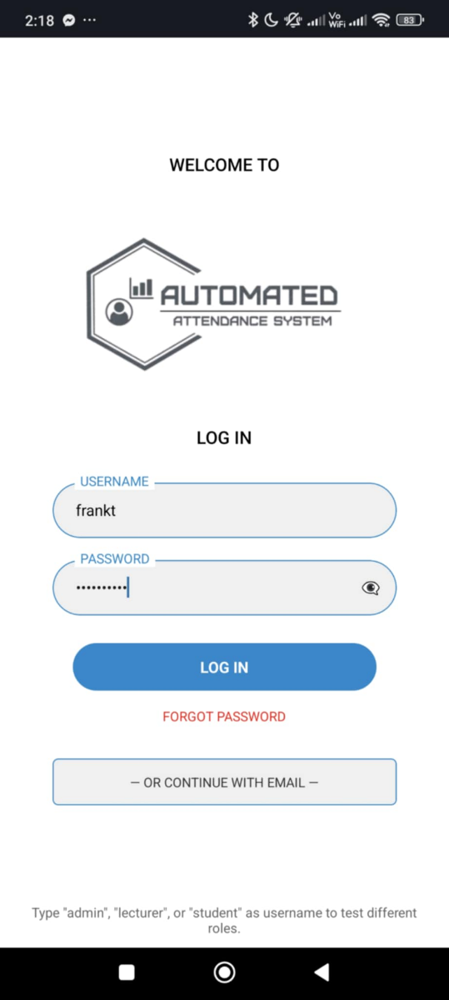 2:18 ...
Vo WiFi 83
WELCOME TO
AUTOMATED
ATTENDANCE SYSTEM
LOG IN
USERNAME
frankt
PASSWORD
••••••••••
LOG IN
FORGOT PASSWORD
— OR CONTINUE WITH EMAIL —
Type "admin", "lecturer", or "student" as username to test different
roles.